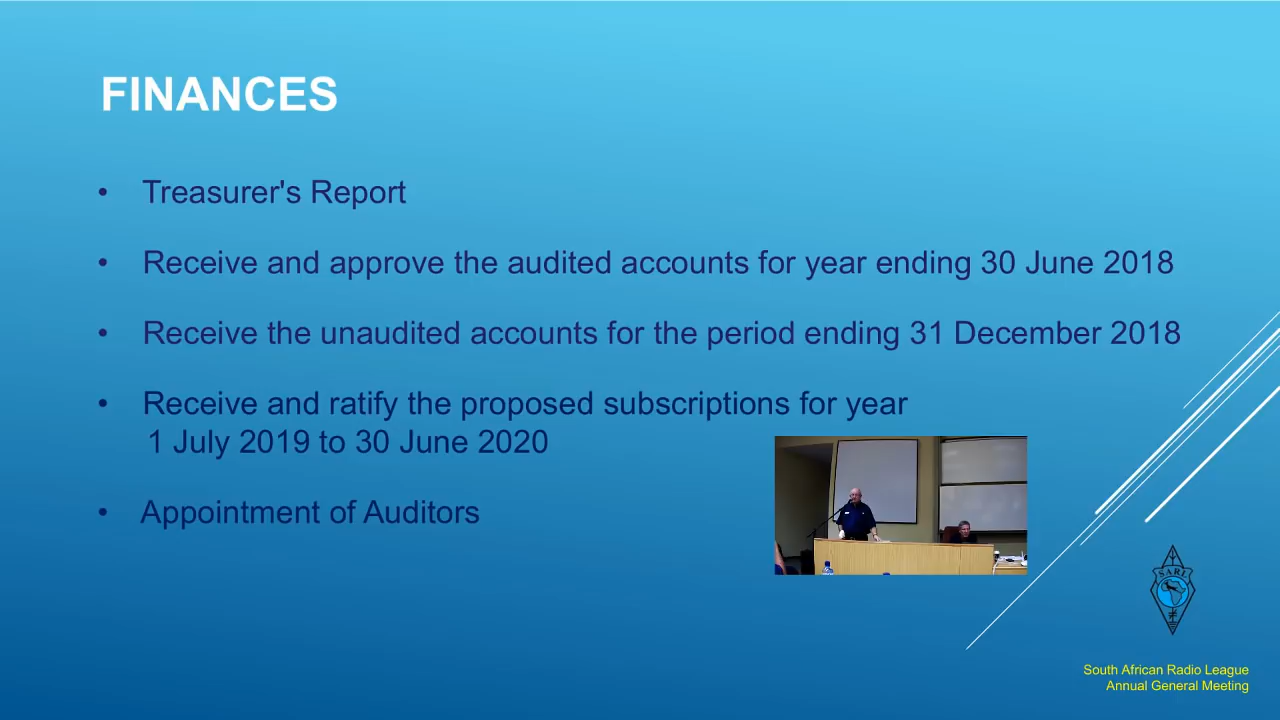 FINANCES
• Treasurer's Report
• Receive and approve the audited accounts for year ending 30 June 2018
• Receive the unaudited accounts for the period ending 31 December 2018
• Receive and ratify the proposed subscriptions for year
1 July 2019 to 30 June 2020
• Appointment of Auditors
SARL
South African Radio League
Annual General Meeting